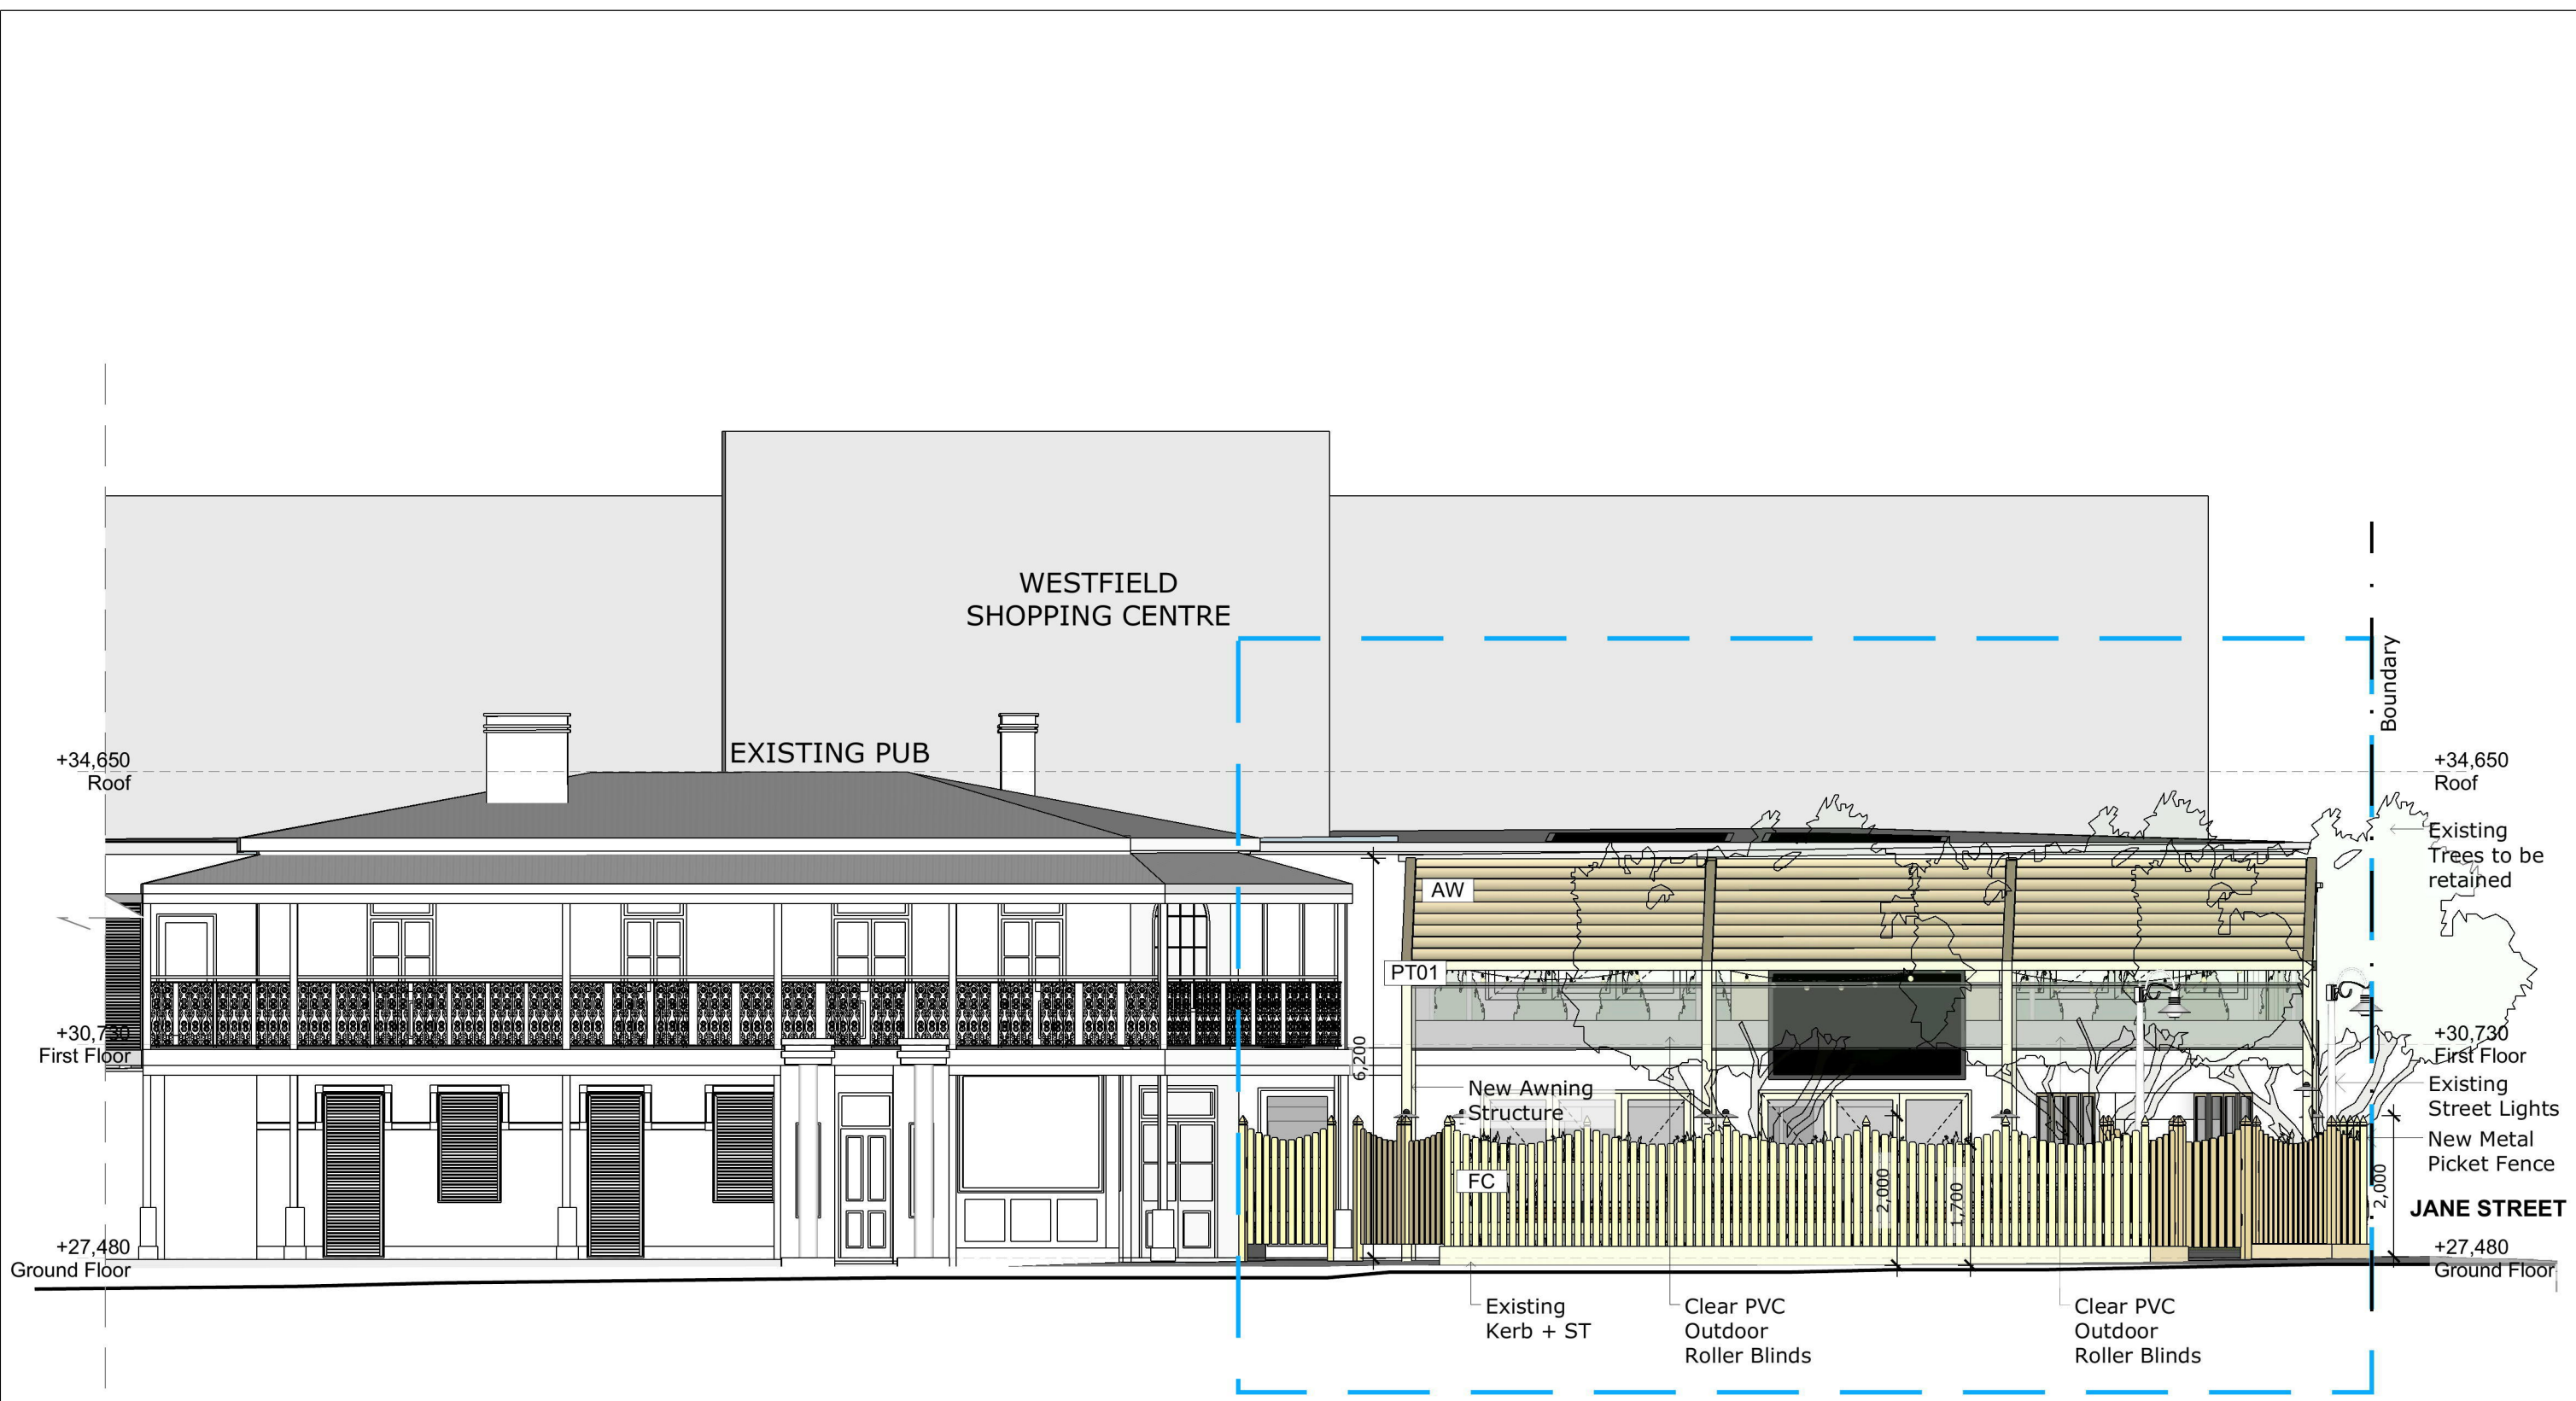 WESTFIELD
SHOPPING CENTRE
Boundary
EXISTING PUB
+34,650
Roof
+34,650
Roof
Existing
Trees to be
retained
AW
PT01
+30,730
First Floor
6,200
+30,730
First Floor
New Awning
Structure
Existing
Street Lights
New Metal
Picket Fence
FC
2,000
1,700
2,000
JANE STREET
+27,480
Ground Floor
+27,480
Ground Floor
Existing
Kerb + ST
Clear PVC
Outdoor
Roller Blinds
Clear PVC
Outdoor
Roller Blinds